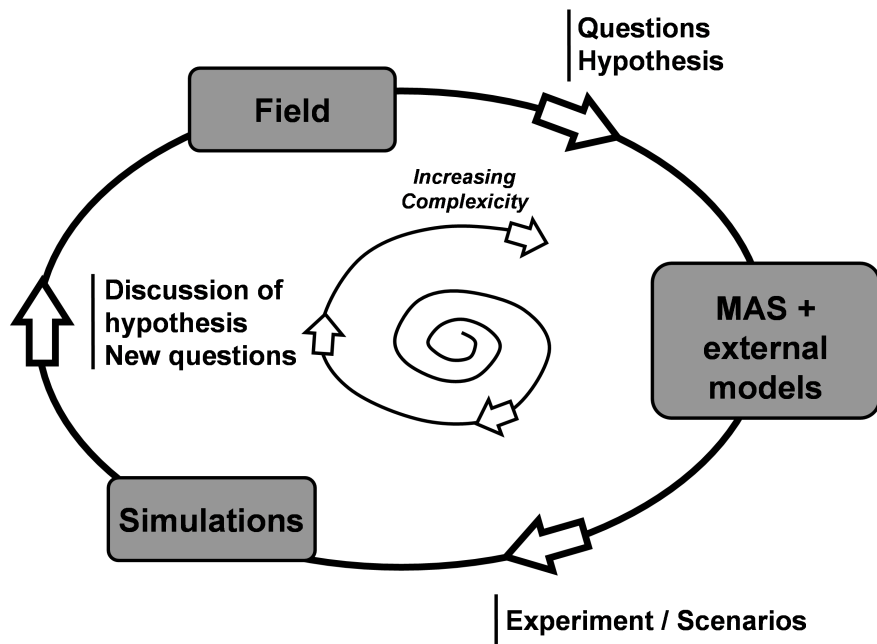 Questions
Hypothesis
Field
Increasing
Complexicity
MAS +
external
models
Discussion of
hypothesis
New questions
Simulations
Experiment / Scenarios